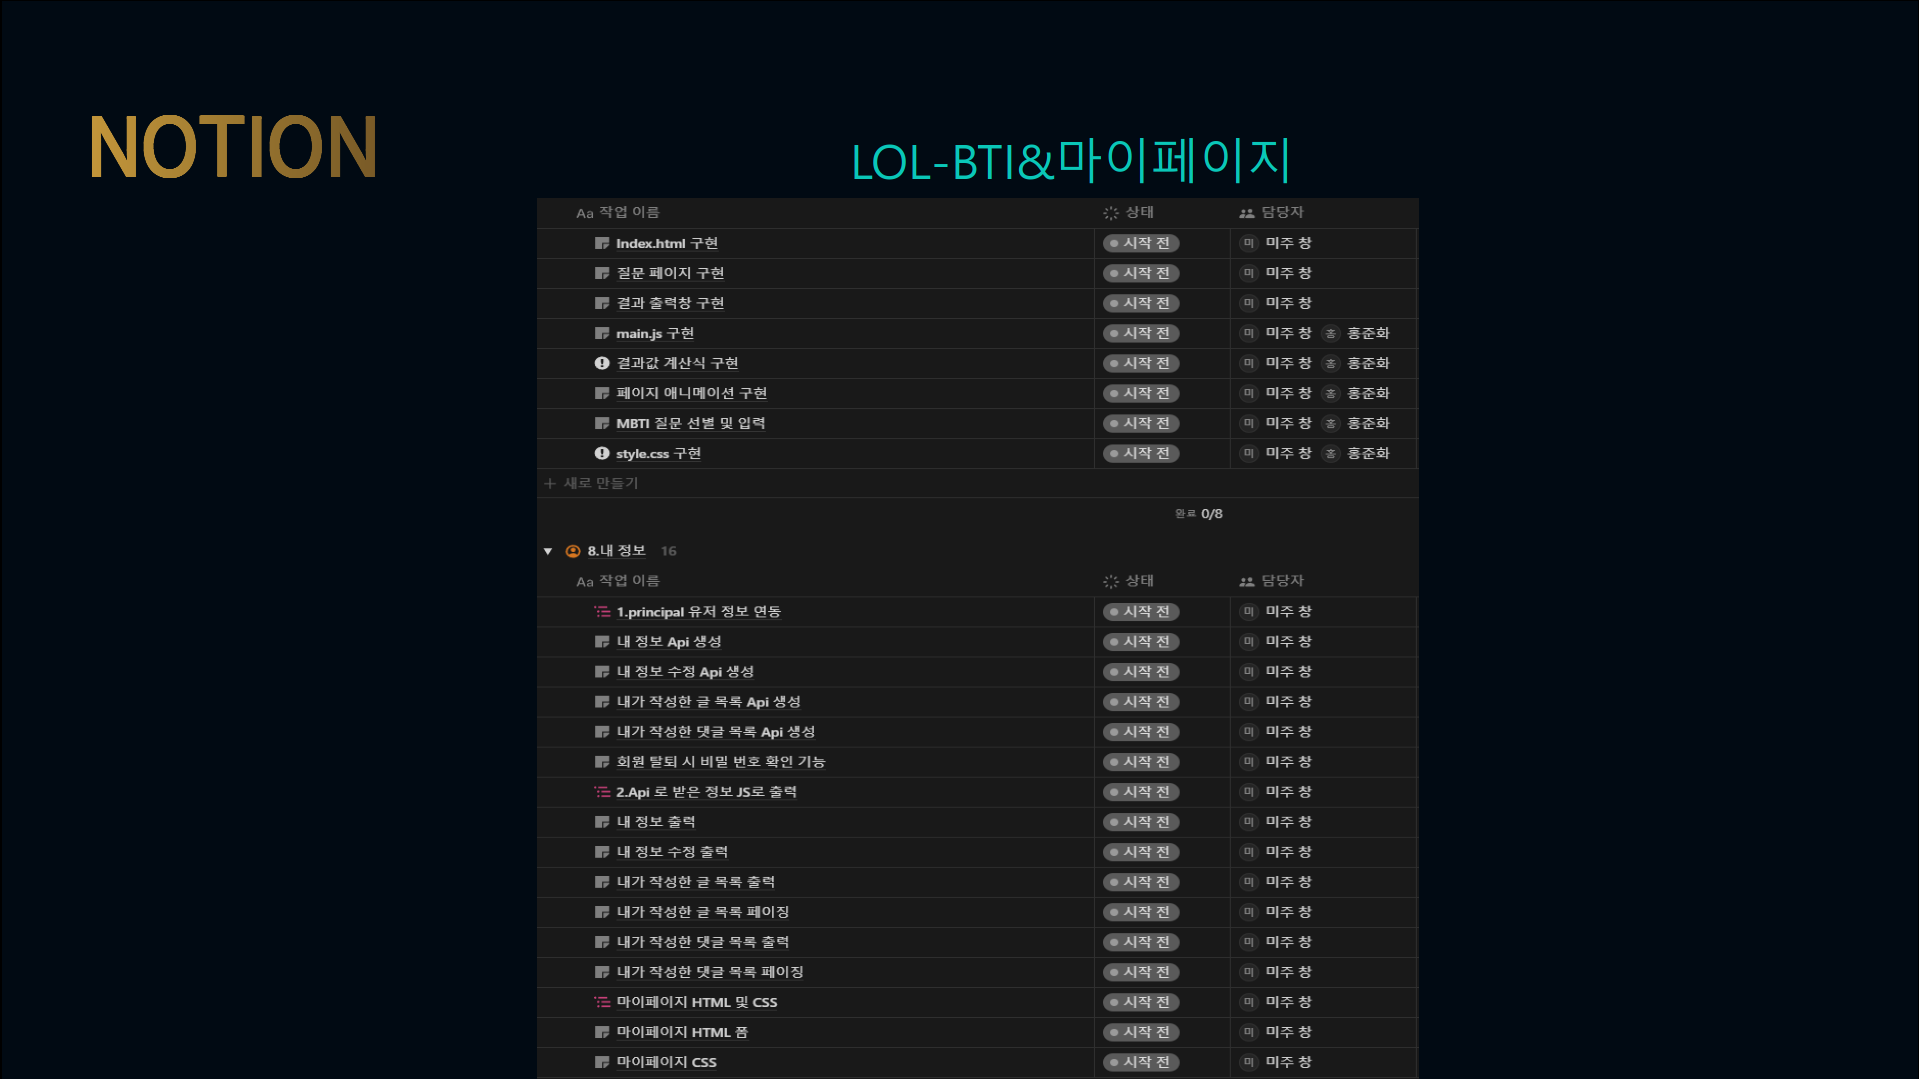 NOTION
LOL-BTI&마이페이지
Aa 작업 이름 상태 담당자
Index.html 구현 시작 전 미 미주 창
질문 페이지 구현 시작 전 미 미주 창
결과 출력창 구현 시작 전 미 미주 창
main.js 구현 시작 전 미 미주 창 홍 홍준화
결과값 계산식 구현 시작 전 미 미주 창 홍 홍준화
페이지 애니메이션 구현 시작 전 미 미주 창 홍 홍준화
MBTI 질문 선별 및 입력 시작 전 미 미주 창 홍 홍준화
style.css 구현 시작 전 미 미주 창 홍 홍준화
+ 새로 만들기
완료 0/8
8.내 정보 16
Aa 작업 이름 상태 담당자
1.principal 유저 정보 연동 시작 전 미 미주 창
내 정보 Api 생성 시작 전 미 미주 창
내 정보 수정 Api 생성 시작 전 미 미주 창
내가 작성한 글 목록 Api 생성 시작 전 미 미주 창
내가 작성한 댓글 목록 Api 생성 시작 전 미 미주 창
회원 탈퇴 시 비밀 번호 확인 기능 시작 전 미 미주 창
2.Api 로 받은 정보 JS로 출력 시작 전 미 미주 창
내 정보 출력 시작 전 미 미주 창
내 정보 수정 출력 시작 전 미 미주 창
내가 작성한 글 목록 출력 시작 전 미 미주 창
내가 작성한 글 목록 페이징 시작 전 미 미주 창
내가 작성한 댓글 목록 출력 시작 전 미 미주 창
내가 작성한 댓글 목록 페이징 시작 전 미 미주 창
마이페이지 HTML 및 CSS 시작 전 미 미주 창
마이페이지 HTML 폼 시작 전 미 미주 창
마이페이지 CSS 시작 전 미 미주 창